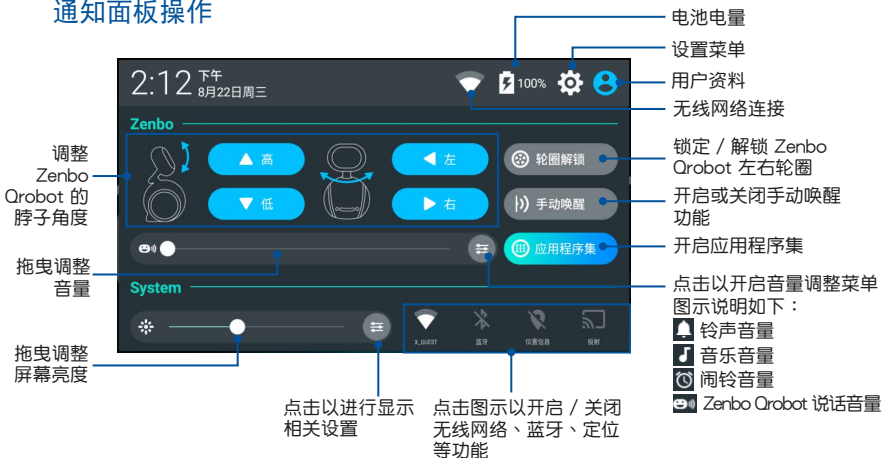 通知面板操作
电池电量
设置菜单
用户资料
无线网络连接
2:12 下午
8月22日周三
100%
Zenbo
高
低
左
右
轮圈解锁
手动唤醒
应用程序集
调整
Zenbo
Qrobot 的
脖子角度
锁定 / 解锁 Zenbo
Qrobot 左右轮圈
开启或关闭手动唤醒
功能
开启应用程序集
拖曳调整
音量
点击以开启音量调整菜单
图示说明如下：
铃声音量
音乐音量
闹铃音量
Zenbo Qrobot 说话音量
System
X_GUEST
蓝牙
位置信息
投射
拖曳调整
屏幕亮度
点击以进行显示
相关设置
点击图示以开启 / 关闭
无线网络、蓝牙、定位
等功能